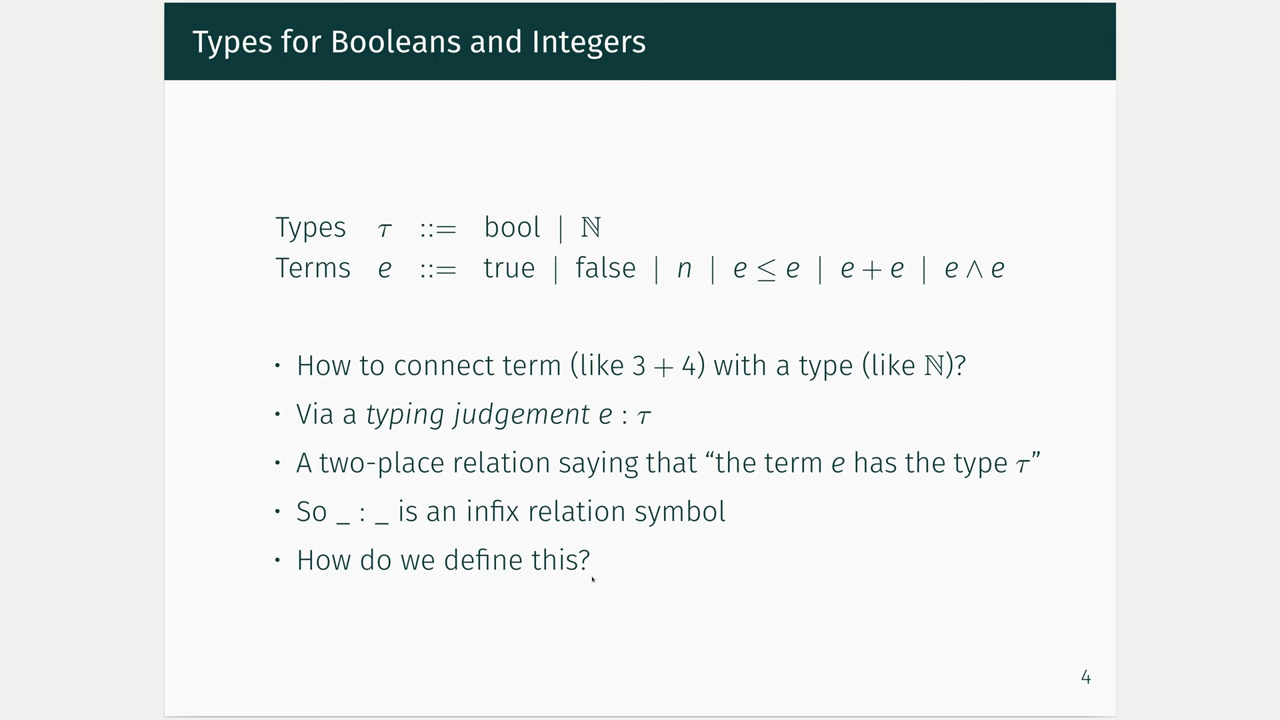 Types for Booleans and Integers
Types τ ::= bool | ℕ
Terms e ::= true | false | n | e ≤ e | e + e | e ∧ e
· How to connect term (like 3 + 4) with a type (like ℕ)?
· Via a typing judgement e : τ
· A two-place relation saying that “the term e has the type τ”
· So _ : _ is an infix relation symbol
· How do we define this?
4